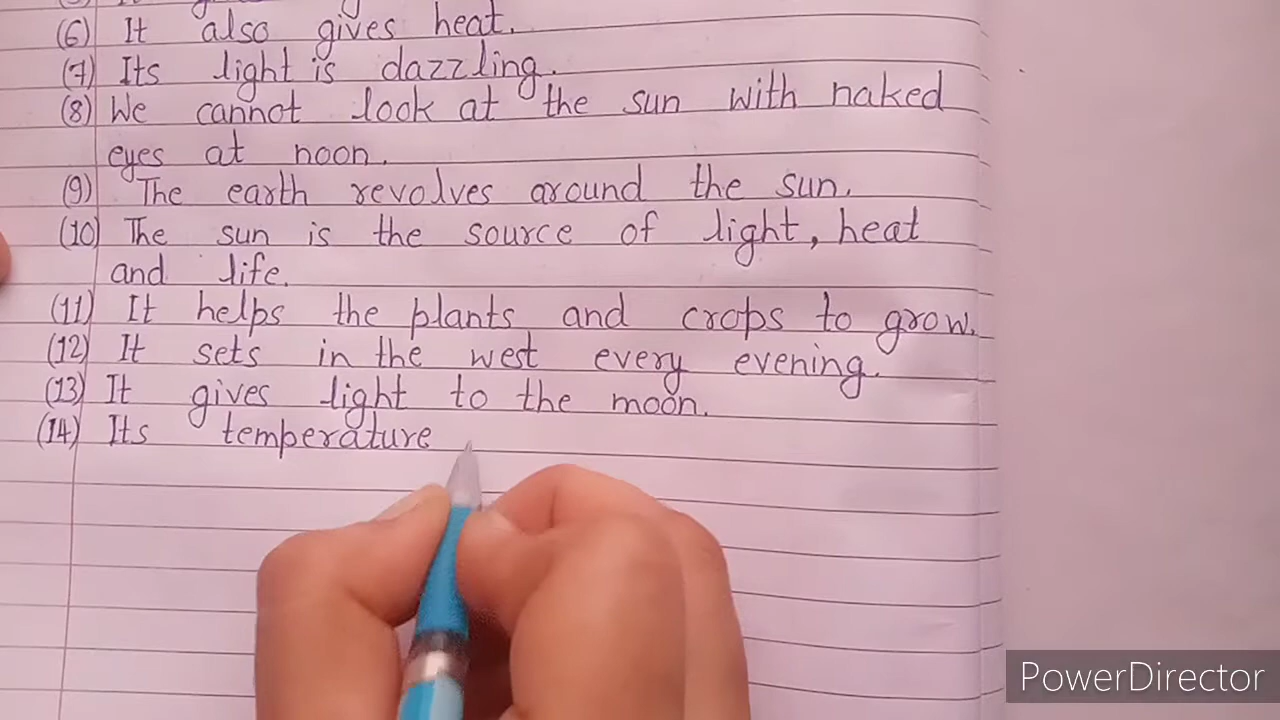 (6) It also gives heat.
(7) Its light is dazzling.
(8) We cannot look at the sun with naked
eyes at noon.
(9) The earth revolves around the sun.
(10) The sun is the source of light, heat
and life.
(11) It helps the plants and crops to grow.
(12) It sets in the west every evening.
(13) It gives light to the moon.
(14) Its temperature
PowerDirector